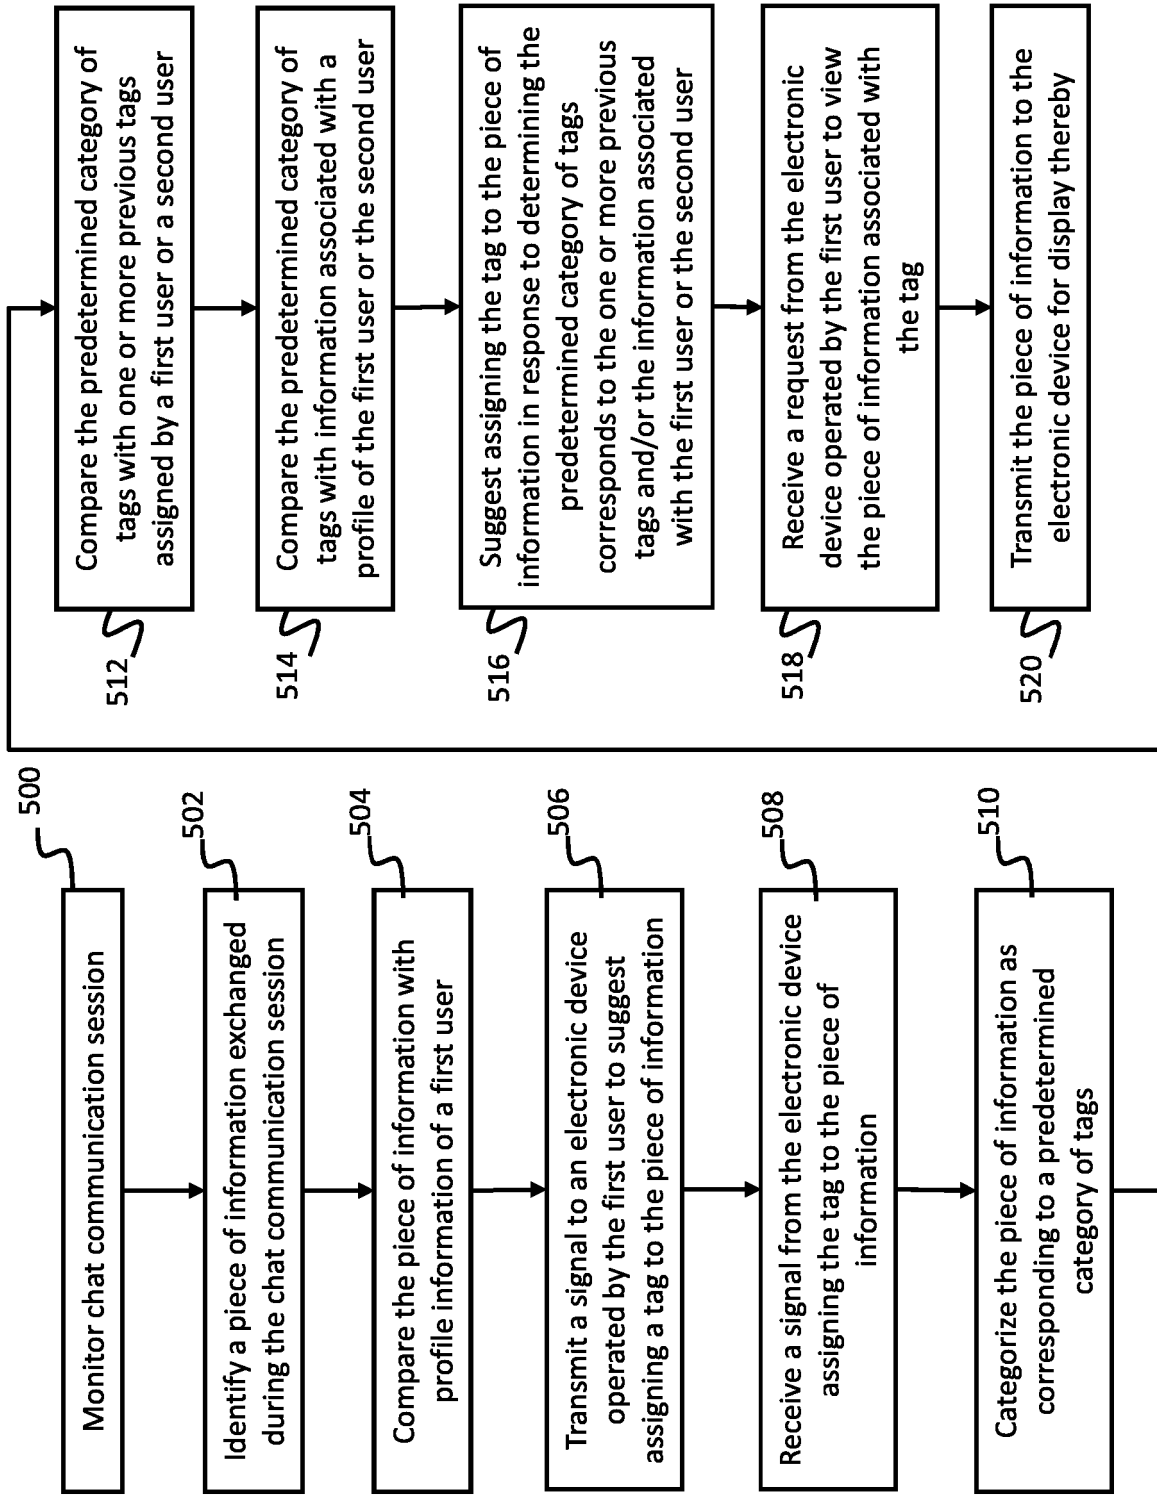 500
Monitor chat communication session
502
Identify a piece of information exchanged
during the chat communication session
504
Compare the piece of information with
profile information of a first user
506
Transmit a signal to an electronic device
operated by the first user to suggest
assigning a tag to the piece of information
508
Receive a signal from the electronic device
assigning the tag to the piece of
information
510
Categorize the piece of information as
corresponding to a predetermined
category of tags
512
Compare the predetermined category of
tags with one or more previous tags
assigned by a first user or a second user
514
Compare the predetermined category of
tags with information associated with a
profile of the first user or the second user
516
Suggest assigning the tag to the piece of
information in response to determining the
predetermined category of tags
corresponds to the one or more previous
tags and/or the information associated
with the first user or the second user
518
Receive a request from the electronic
device operated by the first user to view
the piece of information associated with
the tag
520
Transmit the piece of information to the
electronic device for display thereby